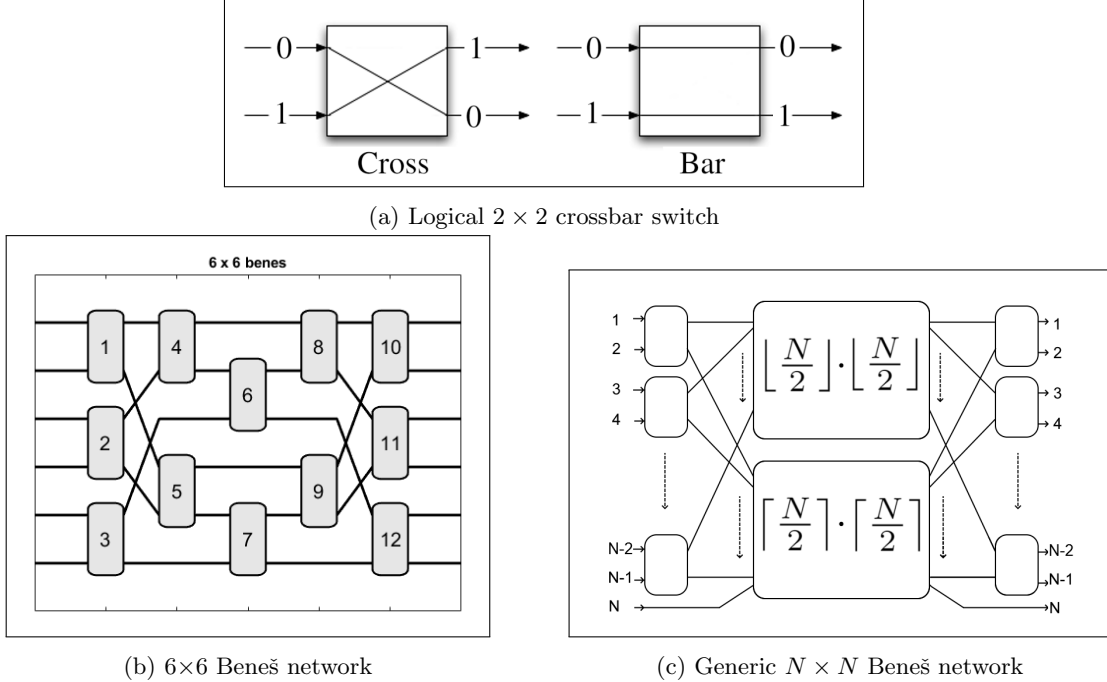 0 1 0 0
1 0 1 1
Cross Bar
(a) Logical 2 × 2 crossbar switch
6 x 6 benes
1 4 8 10
6
2 11
5 9
3 7 12
(b) 6×6 Beneš network
1 1
2 2
⌊N/2⌋·⌊N/2⌋
3 3
4 4
⌈N/2⌉·⌈N/2⌉
N-2 N-2
N-1 N-1
N N
(c) Generic N × N Beneš network